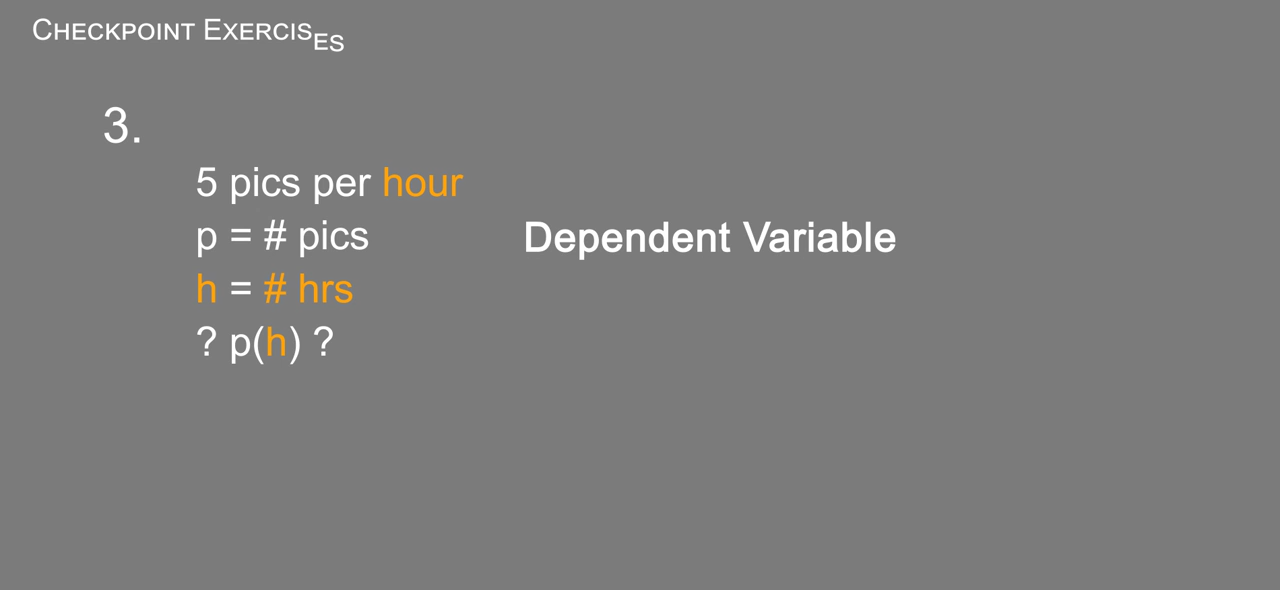 CHECKPOINT EXERCISES
3.
5 pics per hour
p = # pics
Dependent Variable
h = # hrs
? p(h) ?